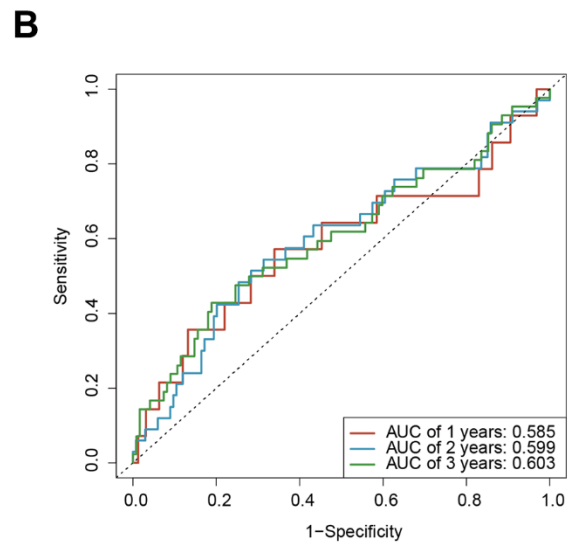 B
1.0
0.8
0.6
0.4
0.2
0.0
Sensitivity
AUC of 1 years: 0.585
AUC of 2 years: 0.599
AUC of 3 years: 0.603
0.0 0.2 0.4 0.6 0.8 1.0
1−Specificity